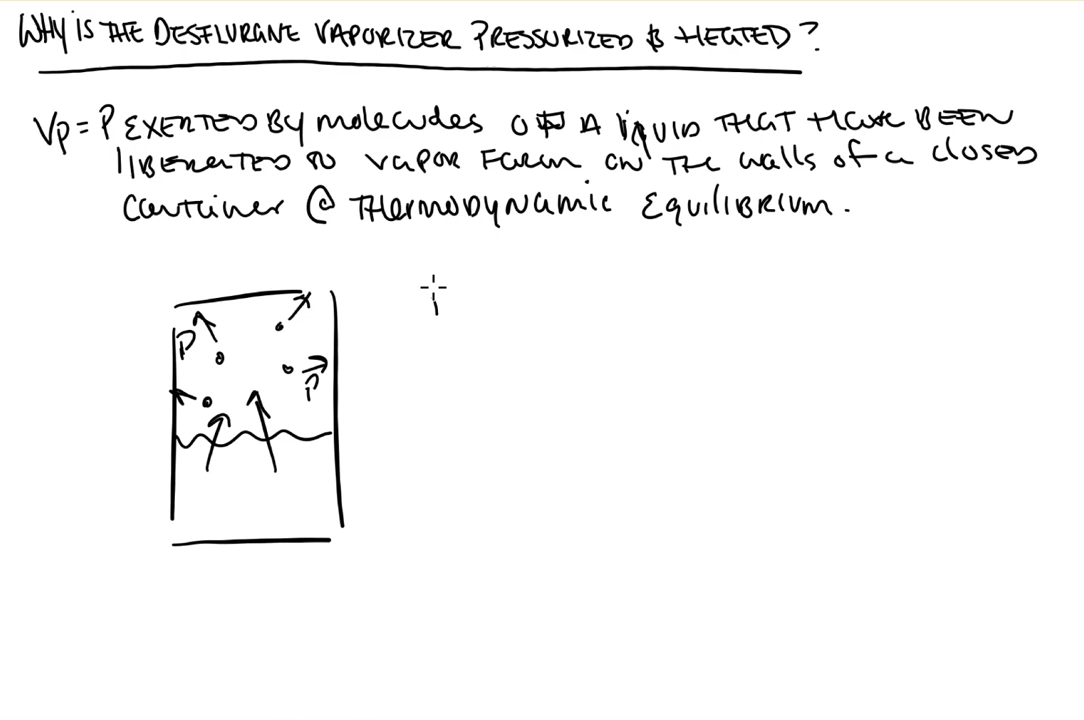 WHY IS THE DESFLURANE VAPORIZER PRESSURIZED & HEATED?
Vp = P EXERTED By molecules OF A liquid THAT HAVE BEEN
liBERATED TO VAPOR FORM ON THE walls of a closed
container @ THermoDyNamic EquiliBRIUM.
P
P